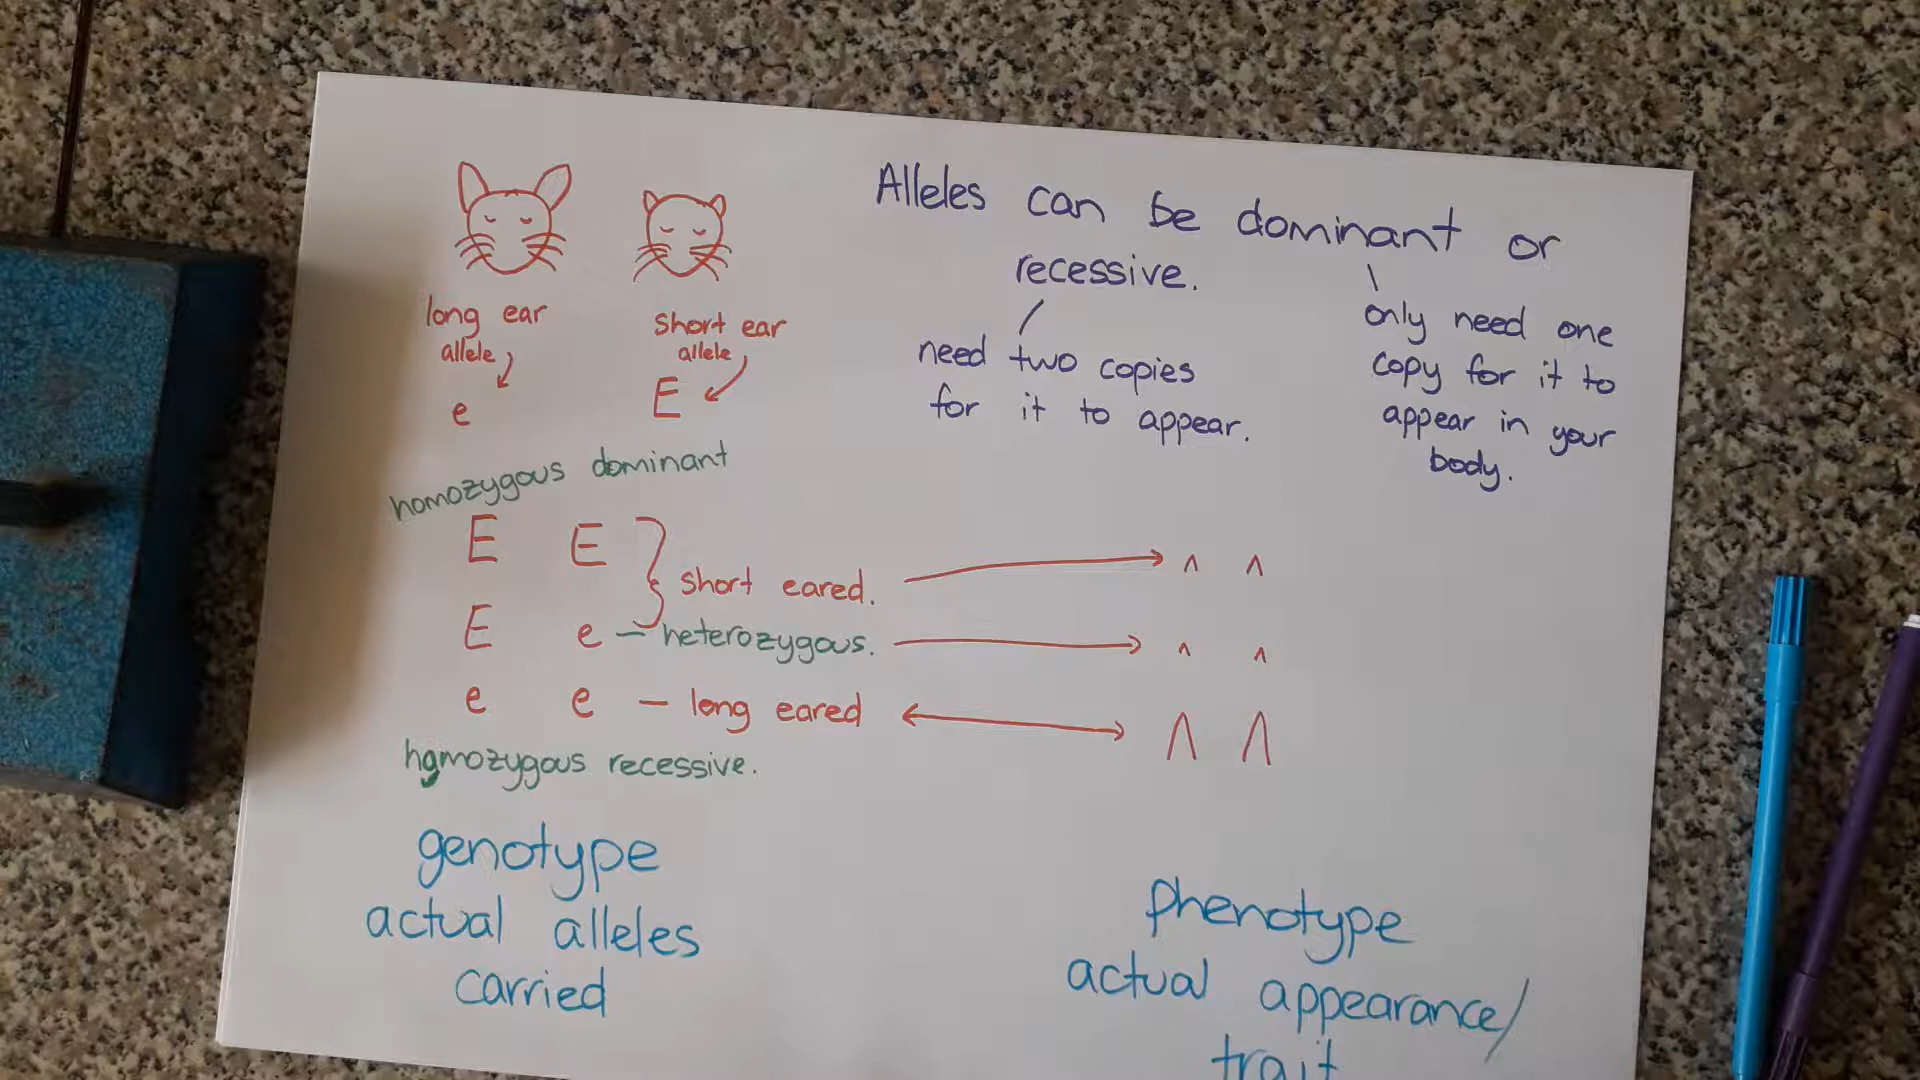 Alleles can be dominant or
recessive.
need two copies
for it to appear.
only need one
copy for it to
appear in your
body.
long ear
allele
e
short ear
allele
E
homozygous dominant
E E
short eared.
E e – heterozygous.
e e – long eared
homozygous recessive.
genotype
actual alleles
carried
phenotype
actual appearance/
trait